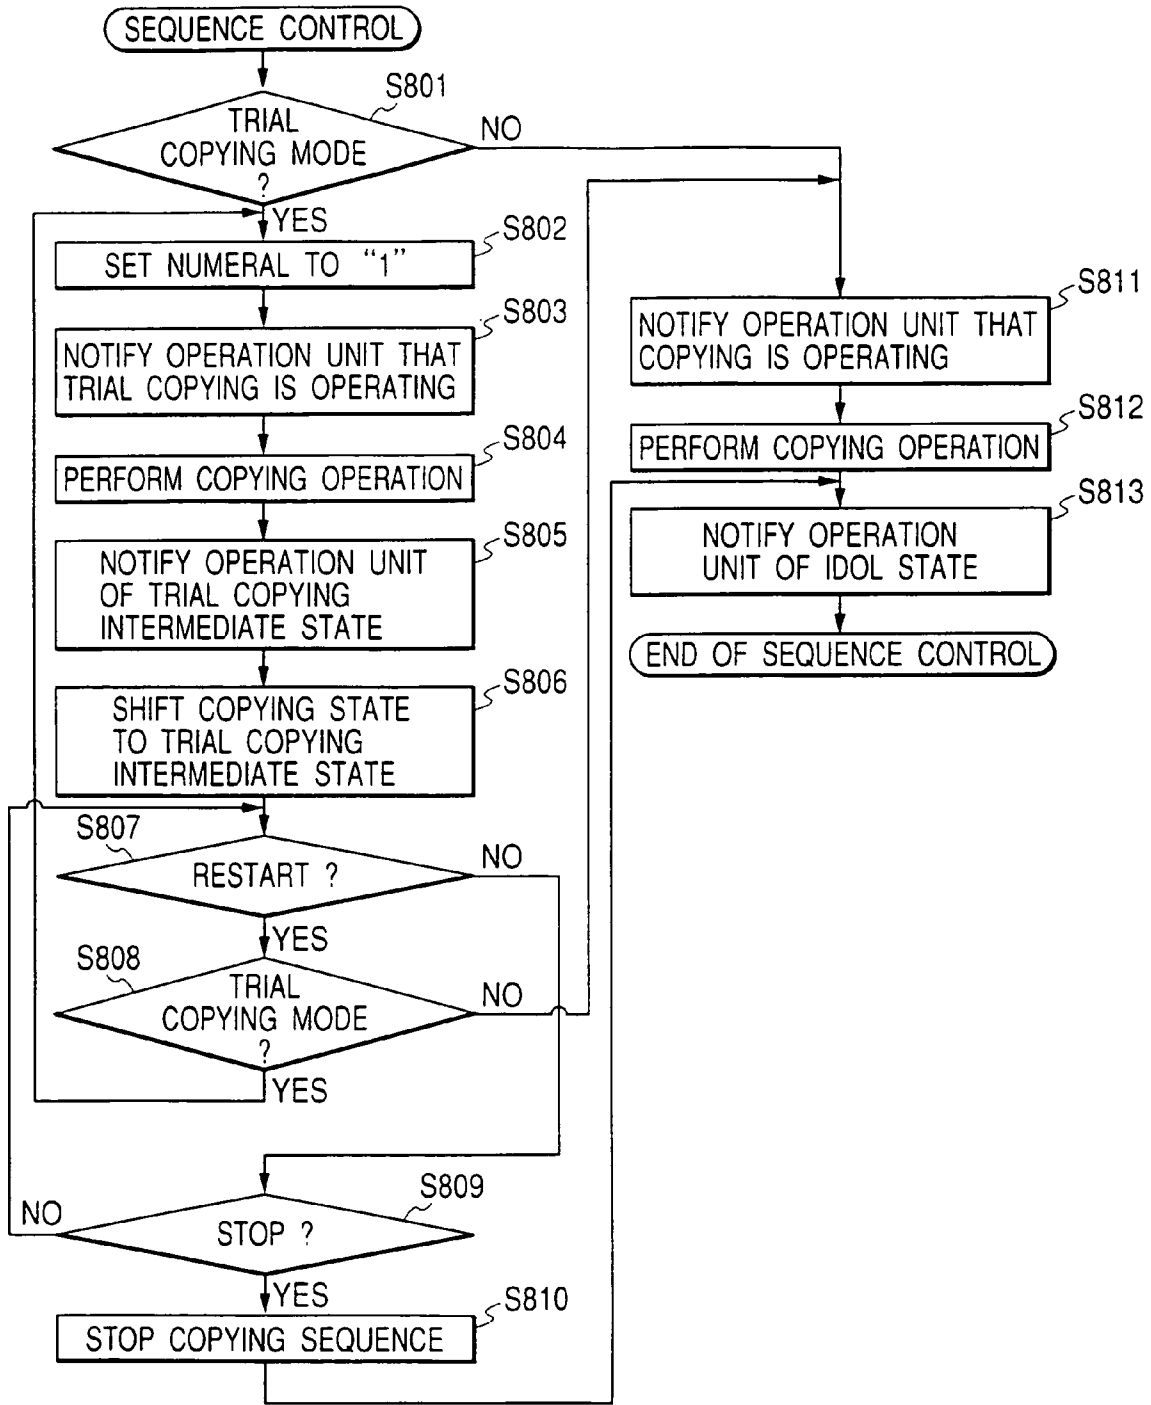 SEQUENCE CONTROL
S801
TRIAL
COPYING MODE
?
NO
YES
S802
SET NUMERAL TO “1”
S803
NOTIFY OPERATION UNIT THAT
TRIAL COPYING IS OPERATING
S804
PERFORM COPYING OPERATION
S805
NOTIFY OPERATION UNIT
OF TRIAL COPYING
INTERMEDIATE STATE
S806
SHIFT COPYING STATE
TO TRIAL COPYING
INTERMEDIATE STATE
S807
RESTART ?
NO
YES
S808
TRIAL
COPYING MODE
?
NO
YES
S809
STOP ?
NO
YES
S810
STOP COPYING SEQUENCE
S811
NOTIFY OPERATION UNIT THAT
COPYING IS OPERATING
S812
PERFORM COPYING OPERATION
S813
NOTIFY OPERATION
UNIT OF IDOL STATE
END OF SEQUENCE CONTROL